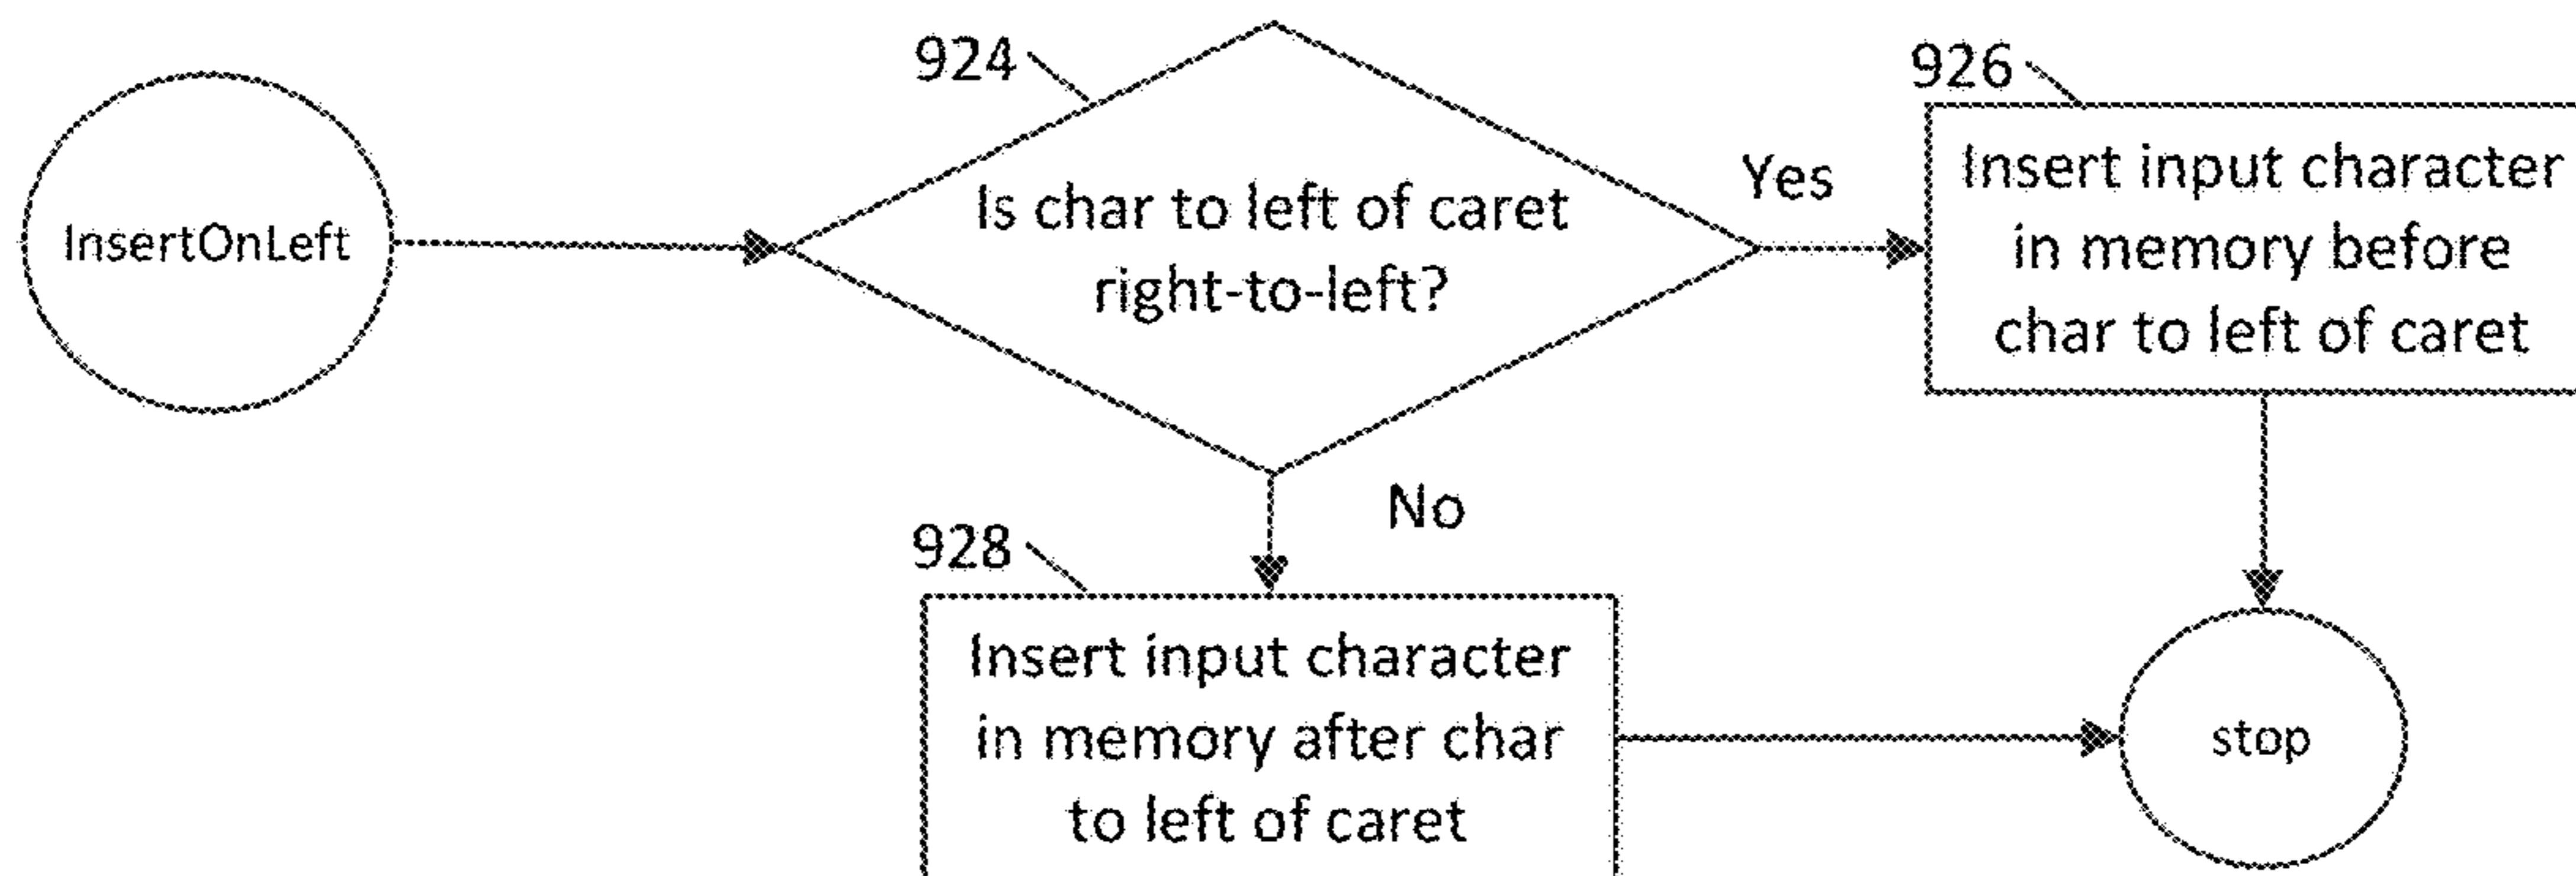 924
926
InsertOnLeft
Is char to left of caret
right-to-left?
Yes
Insert input character
in memory before
char to left of caret
No
928
Insert input character
in memory after char
to left of caret
stop